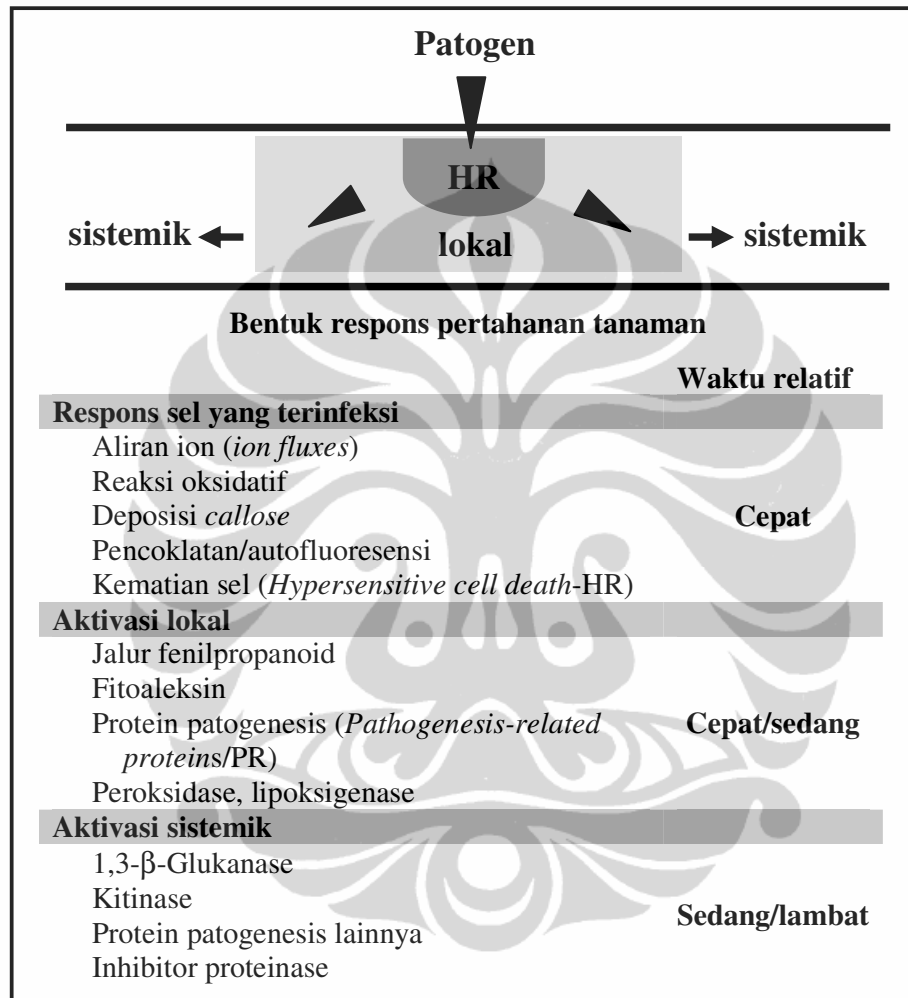 Patogen
HR
sistemik lokal sistemik
Bentuk respons pertahanan tanaman
Waktu relatif
Respons sel yang terinfeksi
Aliran ion (ion fluxes)
Reaksi oksidatif
Deposisi callose
Cepat
Pencoklatan/autofluoresensi
Kematian sel (Hypersensitive cell death-HR)
Aktivasi lokal
Jalur fenilpropanoid
Fitoaleksin
Protein patogenesis (Pathogenesis-related
proteins/PR)
Cepat/sedang
Peroksidase, lipoksigenase
Aktivasi sistemik
1,3-β-Glukanase
Kitinase
Protein patogenesis lainnya
Sedang/lambat
Inhibitor proteinase